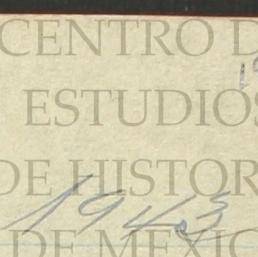 CENTRO D
ESTUDIOS
DE HISTOR
1943
DE MEXIC